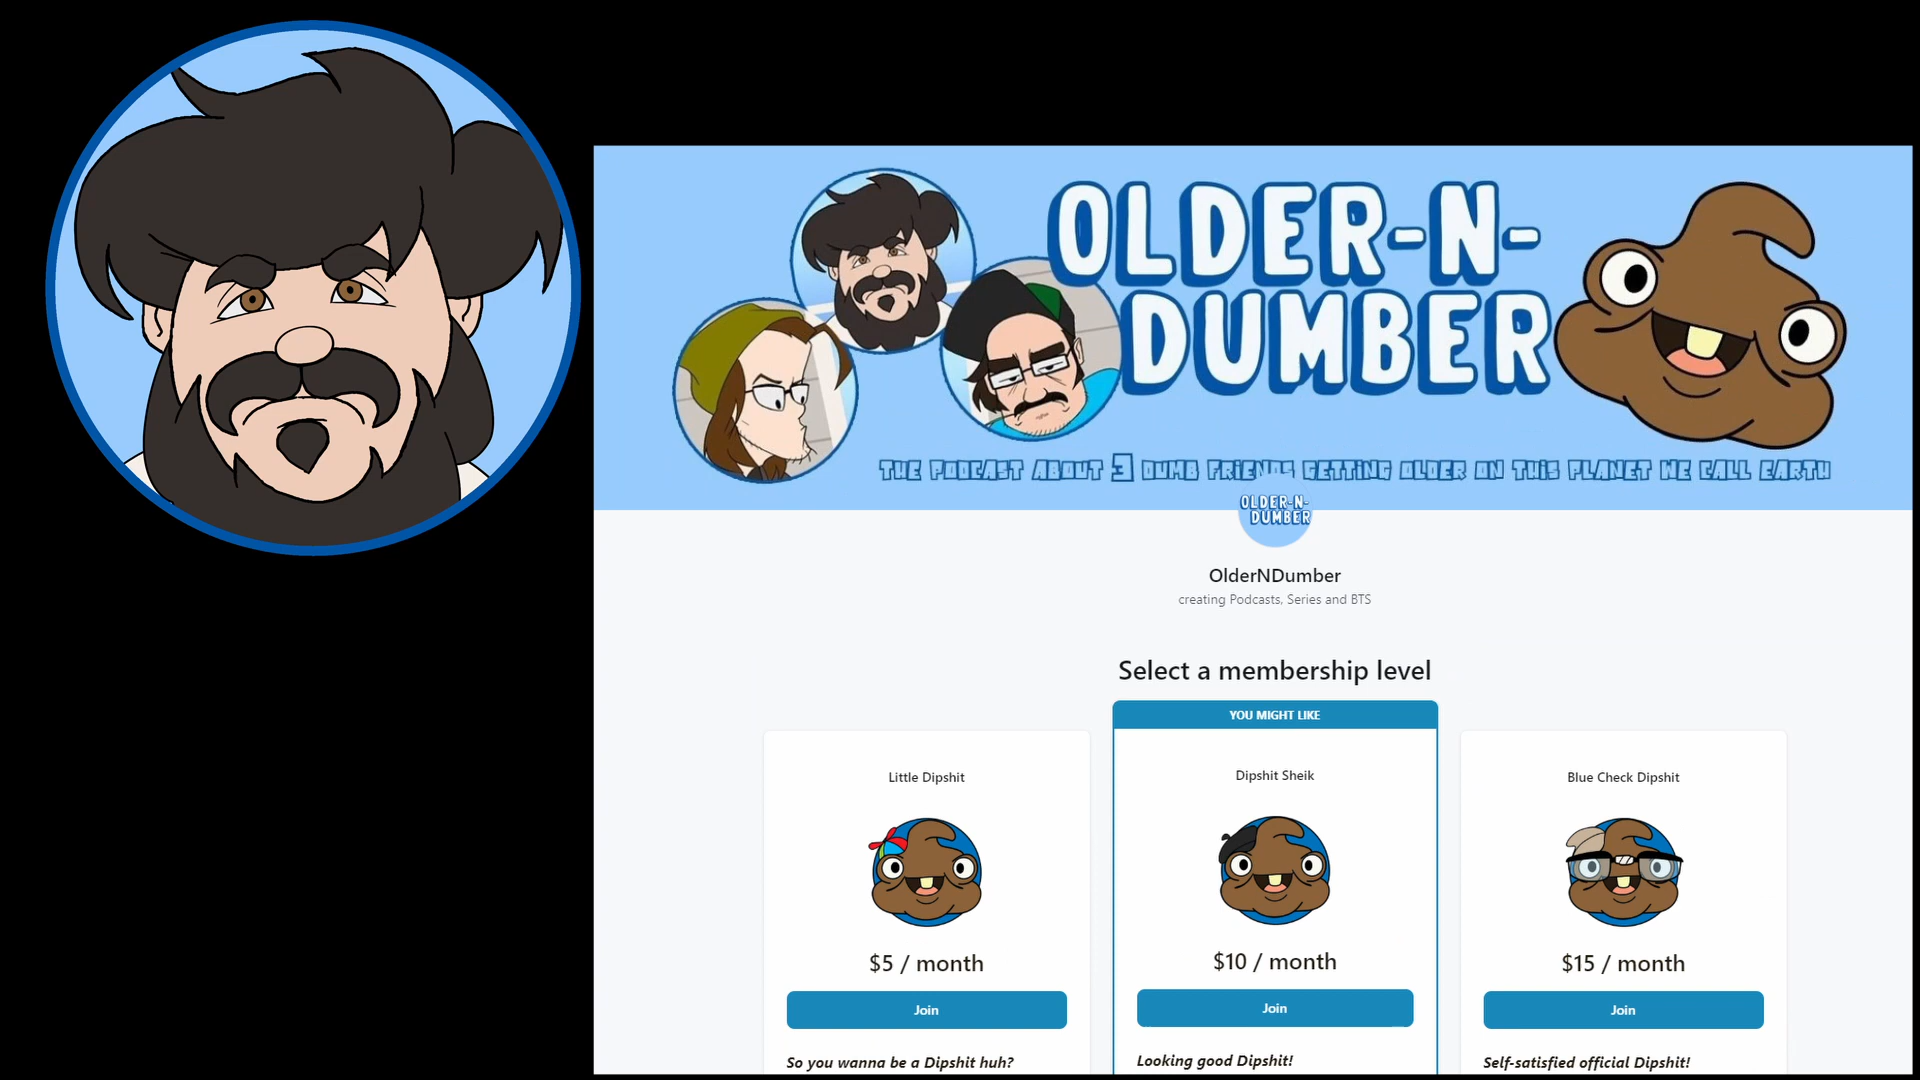 OLDER-N-
DUMBER
THE PODCAST ABOUT 3 DUMB FRIENDS GETTING OLDER ON THIS PLANET WE CALL EARTH
OLDER-N-
DUMBER
OlderNDumber
creating Podcasts, Series and BTS
Select a membership level
YOU MIGHT LIKE
Little Dipshit
Dipshit Sheik
Blue Check Dipshit
$5 / month
$10 / month
$15 / month
Join
Join
Join
So you wanna be a Dipshit huh?
Looking good Dipshit!
Self-satisfied official Dipshit!